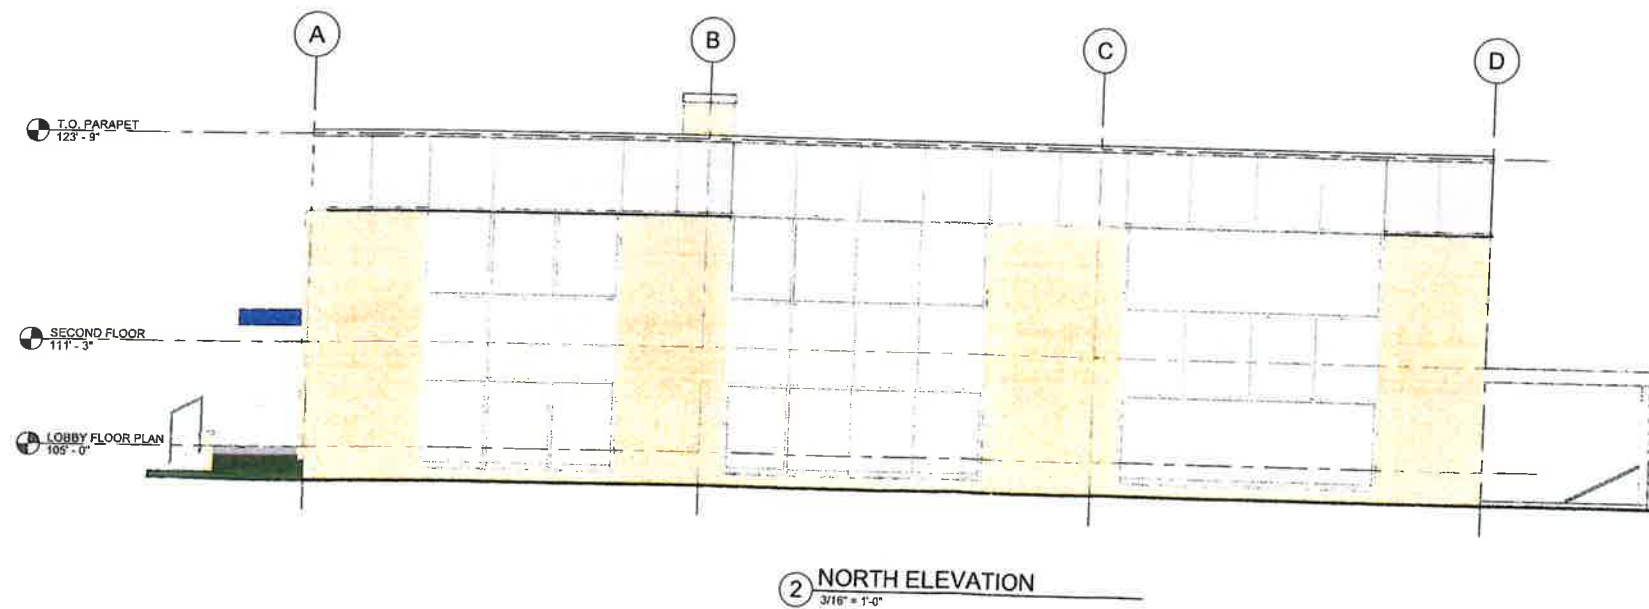 A
B
C
D
T.O. PARAPET
123' - 9"
SECOND FLOOR
111' - 3"
LOBBY FLOOR PLAN
105' - 0"
2
NORTH ELEVATION
3/16" = 1'-0"